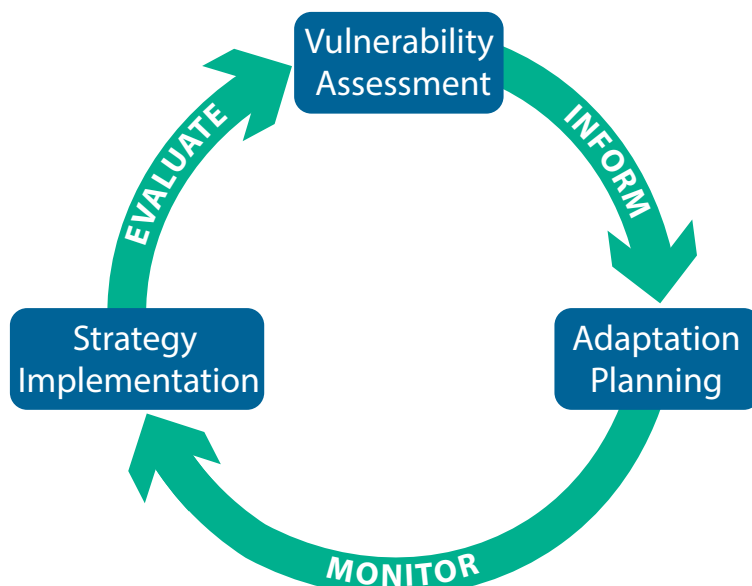 Vulnerability
Assessment
INFORM
Adaptation
Planning
MONITOR
Strategy
Implementation
EVALUATE